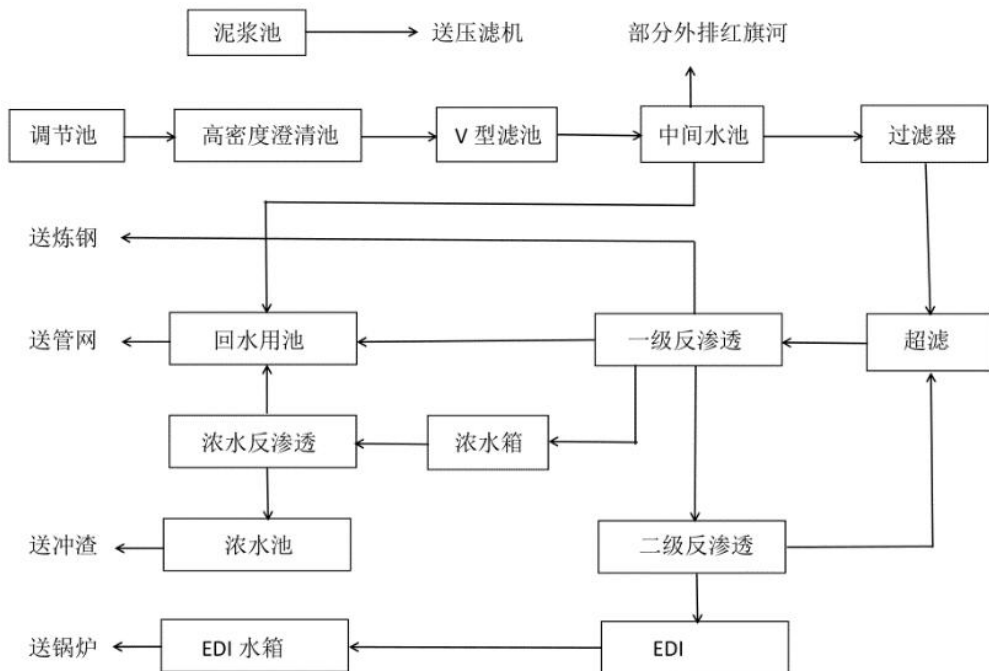 泥浆池
送压滤机
部分外排红旗河
调节池
高密度澄清池
V 型滤池
中间水池
过滤器
送炼钢
送管网
回水用池
一级反渗透
超滤
浓水反渗透
浓水箱
送冲渣
浓水池
二级反渗透
送锅炉
EDI 水箱
EDI